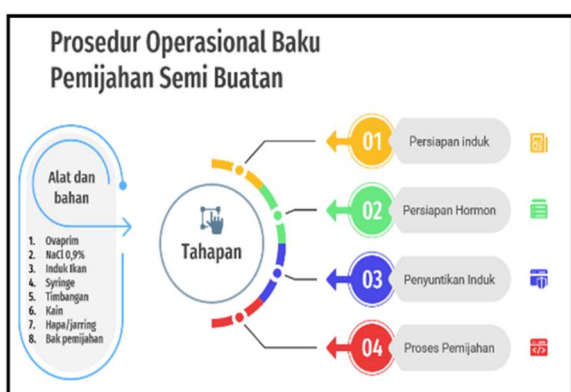 Prosedur Operasional Baku
Pemijahan Semi Buatan
Alat dan
bahan
1. Ovaprim
2. NaCl 0,9%
3. Induk Ikan
4. Syringe
5. Timbangan
6. Kain
7. Hapa/jarring
8. Bak pemijahan
Tahapan
01 Persiapan induk
02 Persiapan Hormon
03 Penyuntikan Induk
04 Proses Pemijahan